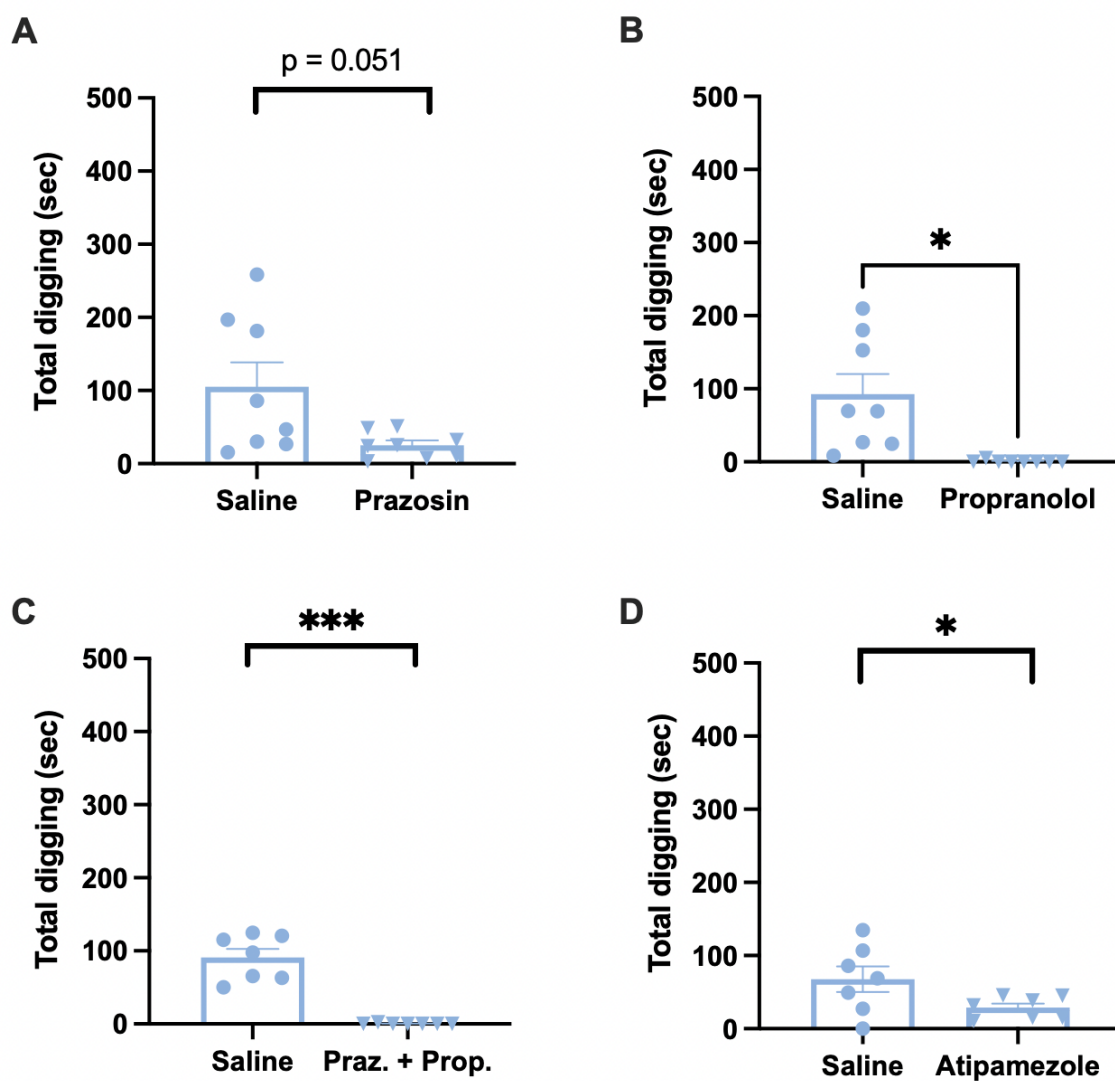 A
p = 0.051
500
400
300
200
100
0
Total digging (sec)
Saline
Prazosin
B
*
500
400
300
200
100
0
Total digging (sec)
Saline
Propranolol
C
***
500
400
300
200
100
0
Total digging (sec)
Saline
Praz. + Prop.
D
*
500
400
300
200
100
0
Total digging (sec)
Saline
Atipamezole